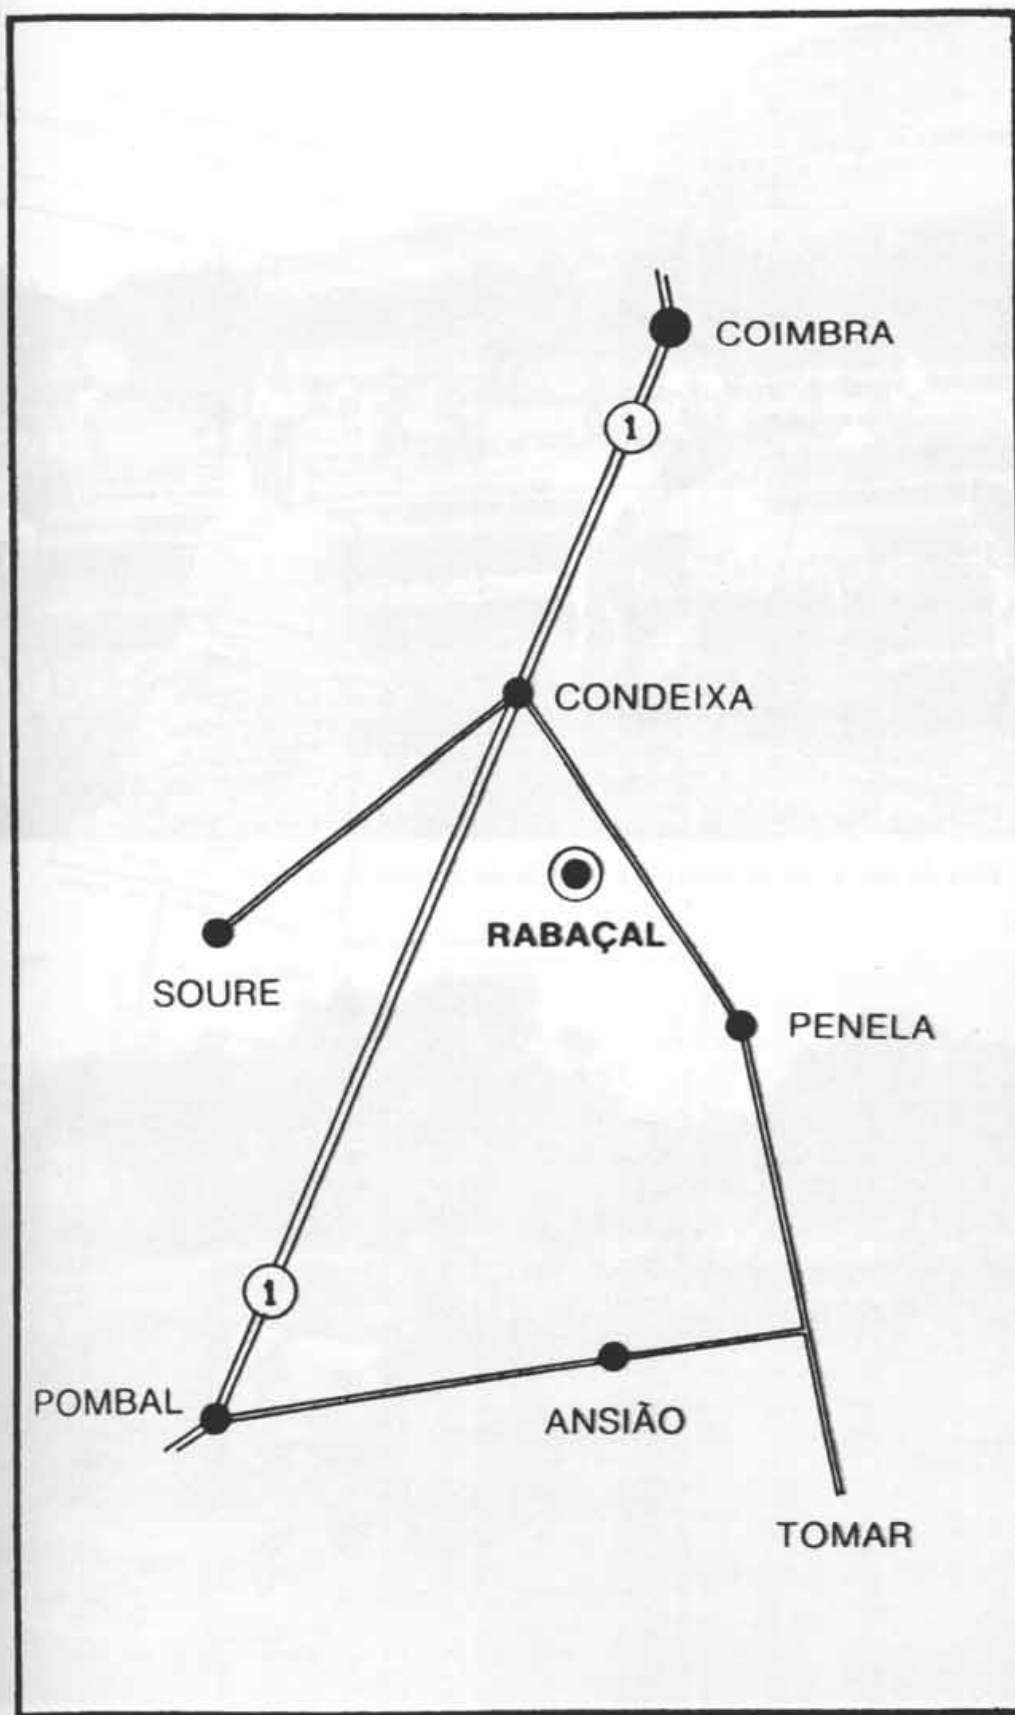 COIMBRA
1
CONDEIXA
RABAÇAL
SOURE
PENELA
1
POMBAL
ANSIÃO
TOMAR